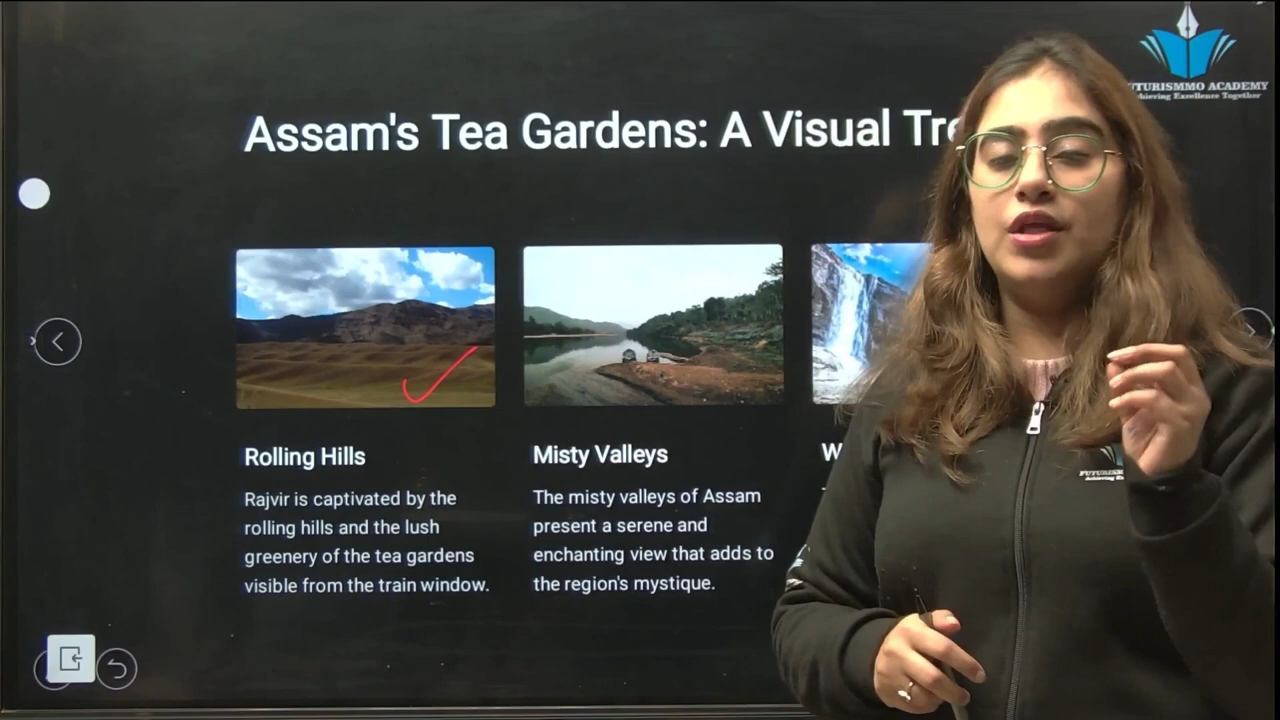 FUTURISMMO ACADEMY
Achieving Excellence Together
Assam's Tea Gardens: A Visual
Rolling Hills
Rajvir is captivated by the
rolling hills and the lush
greenery of the tea gardens
visible from the train window.
Misty Valleys
The misty valleys of Assam
present a serene and
enchanting view that adds to
the region's mystique.